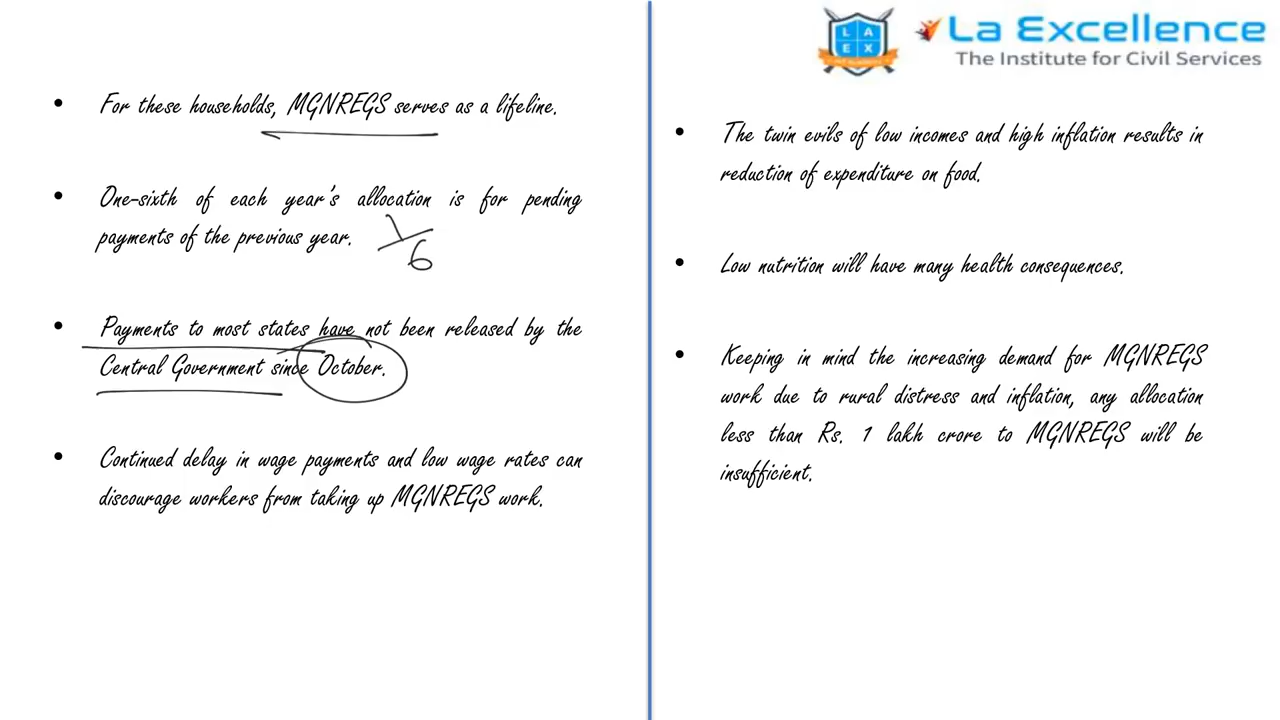 La Excellence
The Institute for Civil Services
L A
E X
• For these households, MGNREGS serves as a lifeline.
• One-sixth of each year's allocation is for pending
payments of the previous year.
1/6
• Payments to most states have not been released by the
Central Government since October.
• Continued delay in wage payments and low wage rates can
discourage workers from taking up MGNREGS work.
• The twin evils of low incomes and high inflation results in
reduction of expenditure on food.
• Low nutrition will have many health consequences.
• Keeping in mind the increasing demand for MGNREGS
work due to rural distress and inflation, any allocation
less than Rs. 1 lakh crore to MGNREGS will be
insufficient.